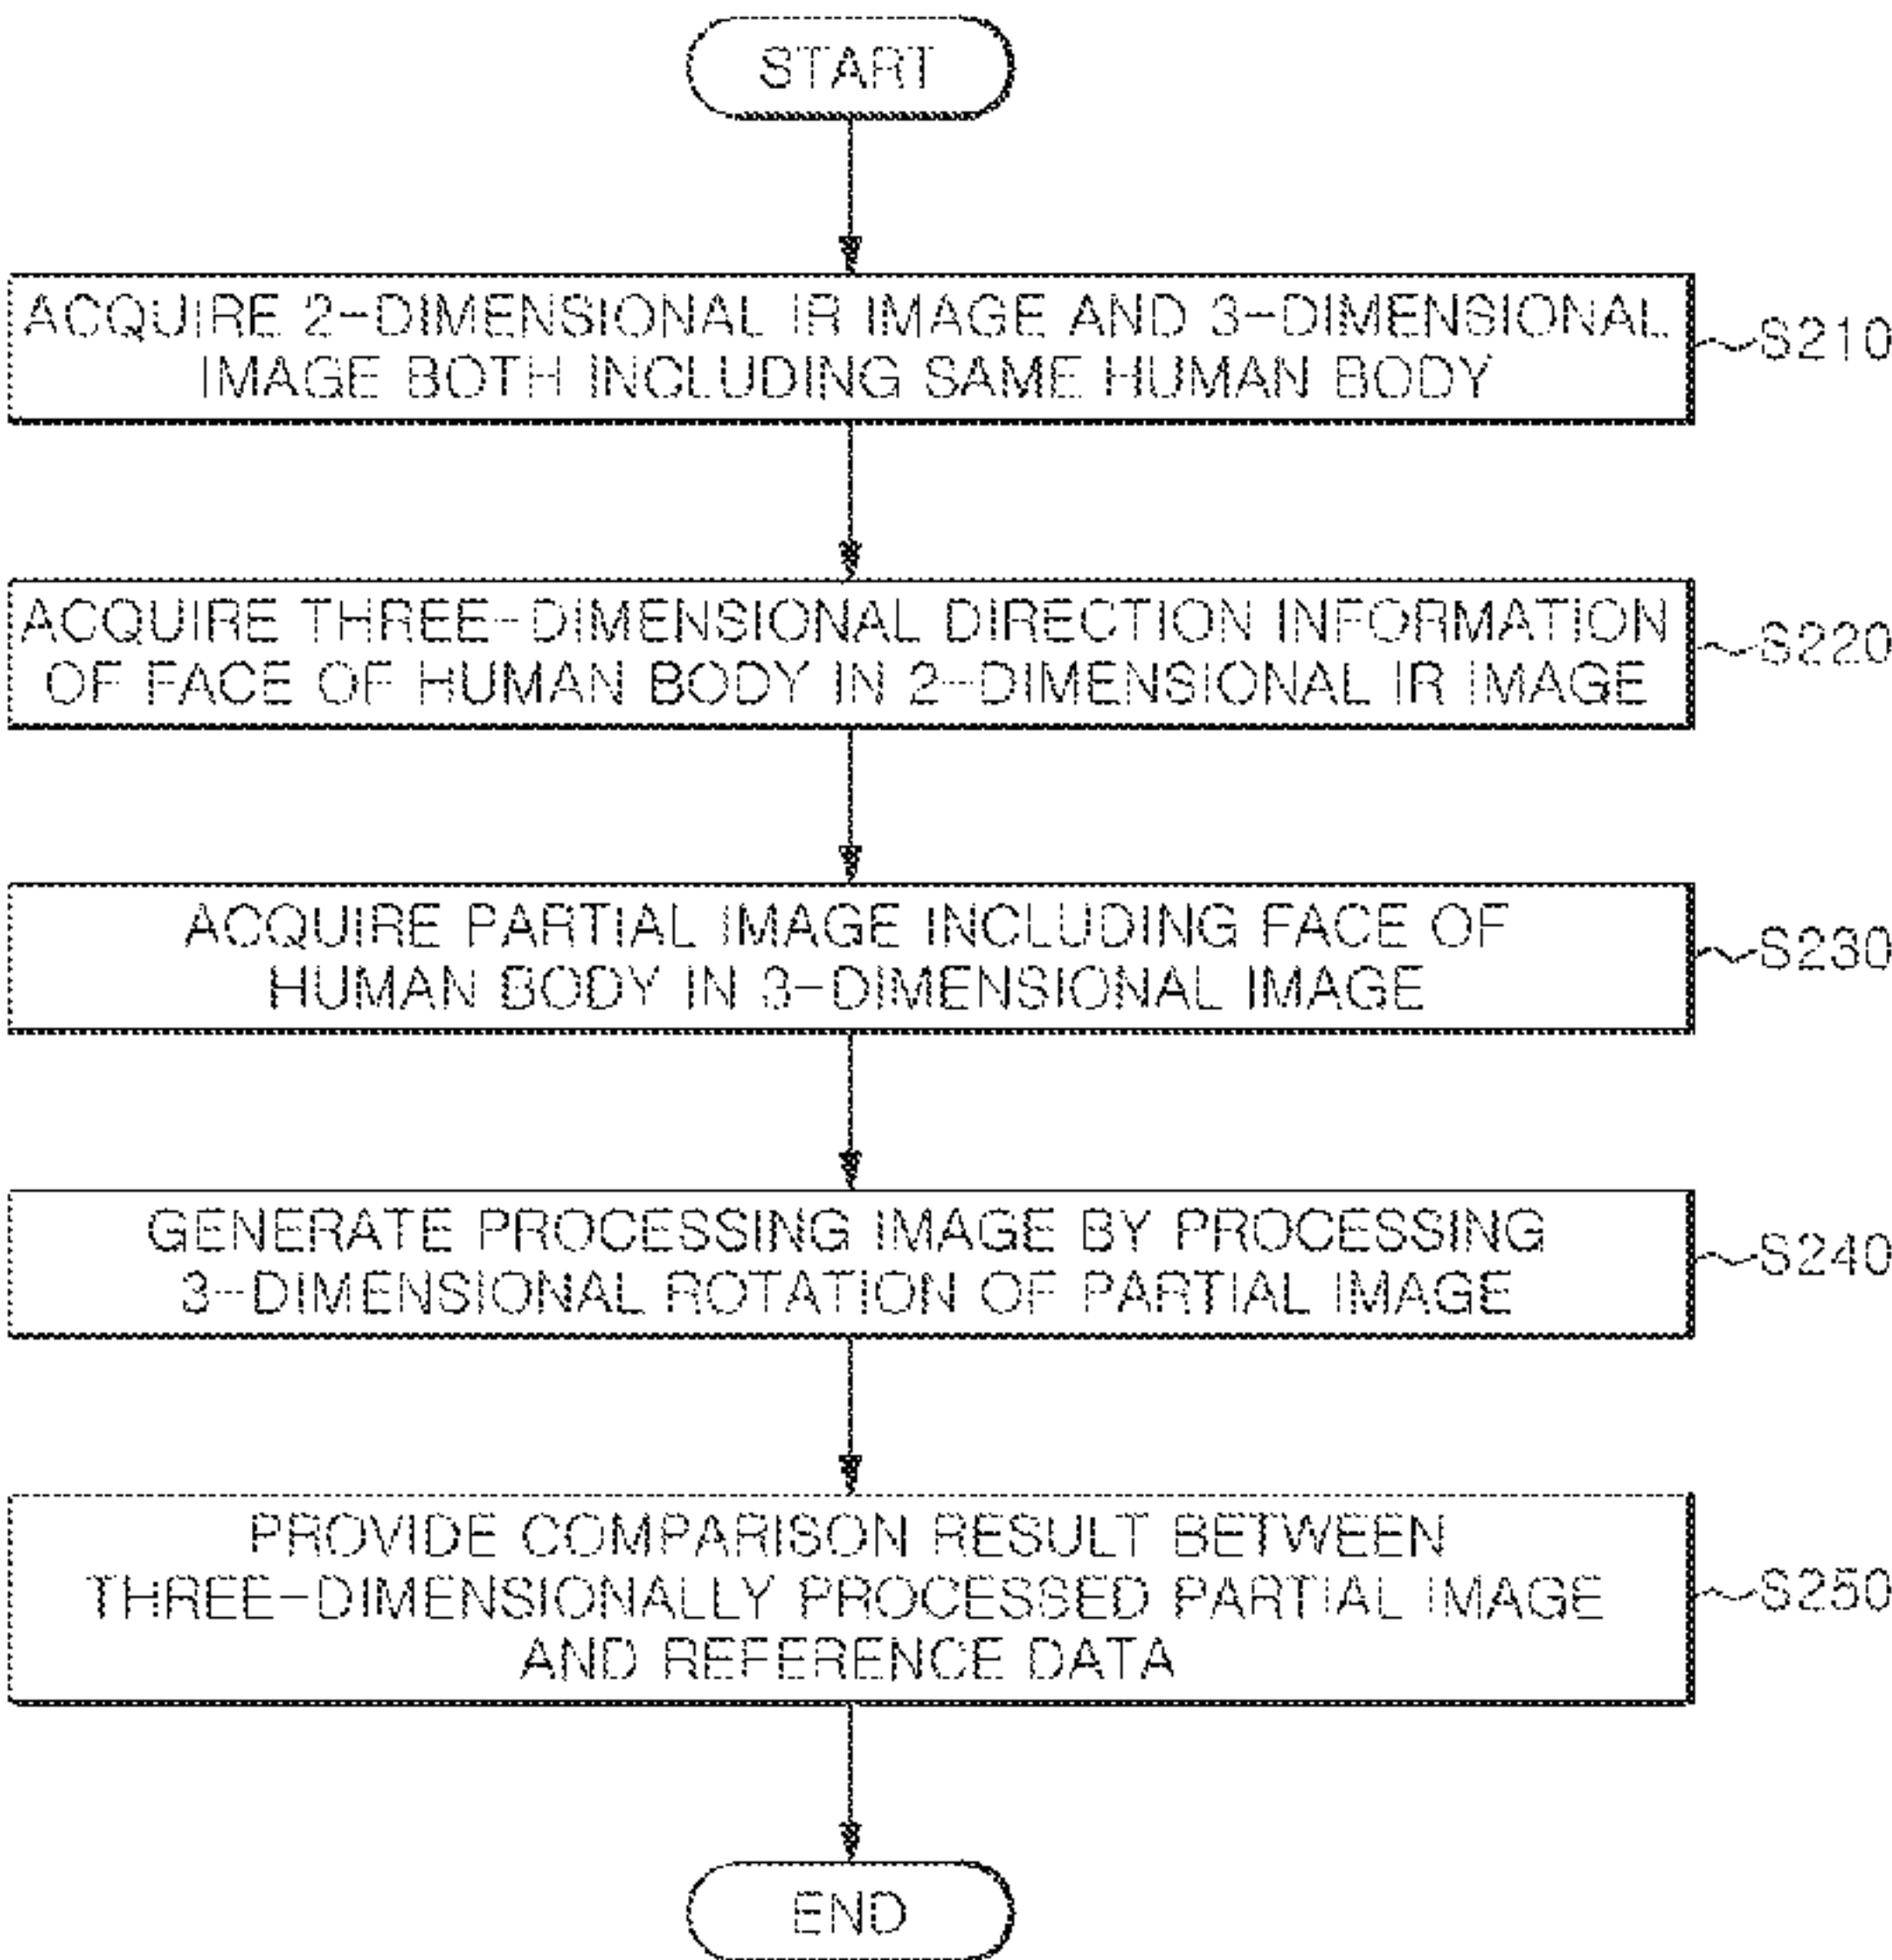 START
ACQUIRE 2-DIMENSIONAL IR IMAGE AND 3-DIMENSIONAL
IMAGE BOTH INCLUDING SAME HUMAN BODY
S210
ACQUIRE THREE-DIMENSIONAL DIRECTION INFORMATION
OF FACE OF HUMAN BODY IN 2-DIMENSIONAL IR IMAGE
S220
ACQUIRE PARTIAL IMAGE INCLUDING FACE OF
HUMAN BODY IN 3-DIMENSIONAL IMAGE
S230
GENERATE PROCESSING IMAGE BY PROCESSING
3-DIMENSIONAL ROTATION OF PARTIAL IMAGE
S240
PROVIDE COMPARISON RESULT BETWEEN
THREE-DIMENSIONALLY PROCESSED PARTIAL IMAGE
AND REFERENCE DATA
S250
END